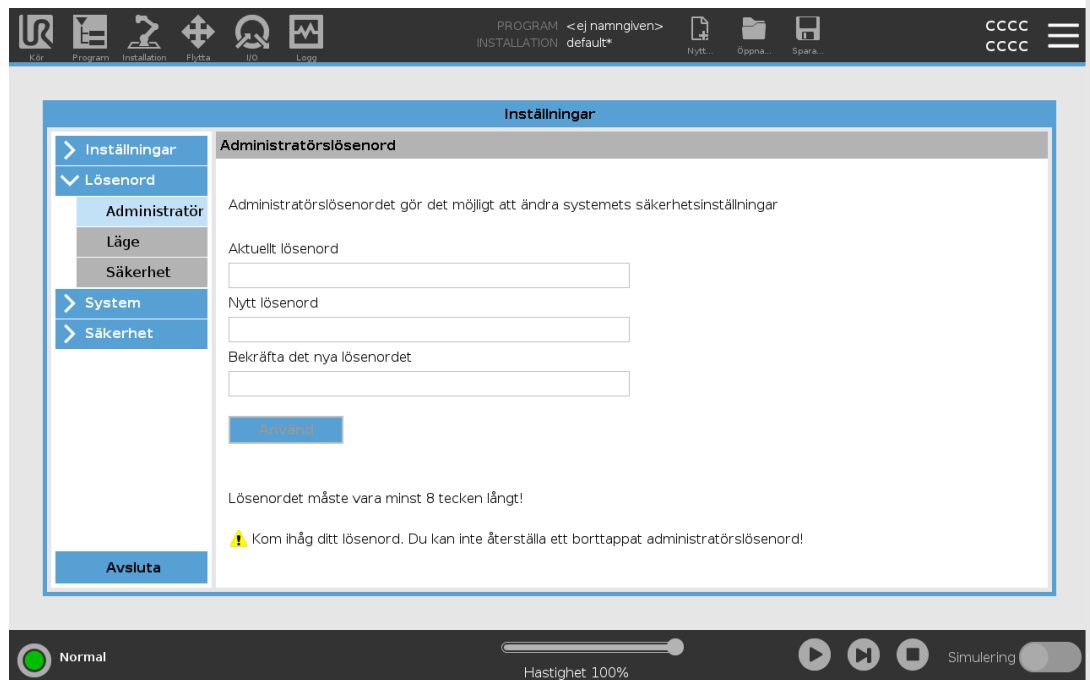 UR
PROGRAM <ej namngiven>
INSTALLATION default*
cccc
cccc
Kör
Program
Installation
Flytta
I/O
Logg
Nytt...
Öppna...
Spara...
Inställningar
Inställningar
Lösenord
Administratör
Läge
Säkerhet
System
Säkerhet
Avsluta
Administratörslösenord
Administratörslösenordet gör det möjligt att ändra systemets säkerhetsinställningar
Aktuellt lösenord
Nytt lösenord
Bekräfta det nya lösenordet
Använd
Lösenordet måste vara minst 8 tecken långt!
Kom ihåg ditt lösenord. Du kan inte återställa ett borttappat administratörslösenord!
Normal
Hastighet 100%
Simulering